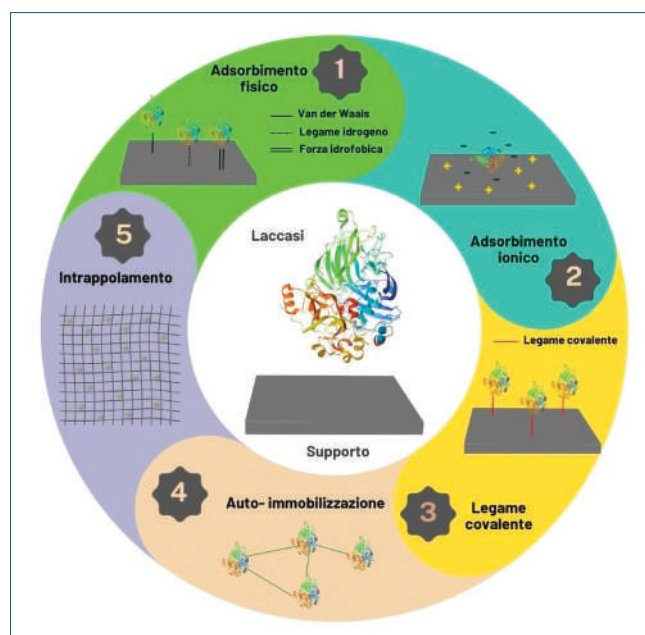 1
Adsorbimento
fisico
Van der Waals
Legame idrogeno
Forza idrofobica
Adsorbimento
ionico
2
Legame covalente
3
Legame
covalente
4
Auto- immobilizzazione
5
Intrappolamento
Laccasi
Supporto